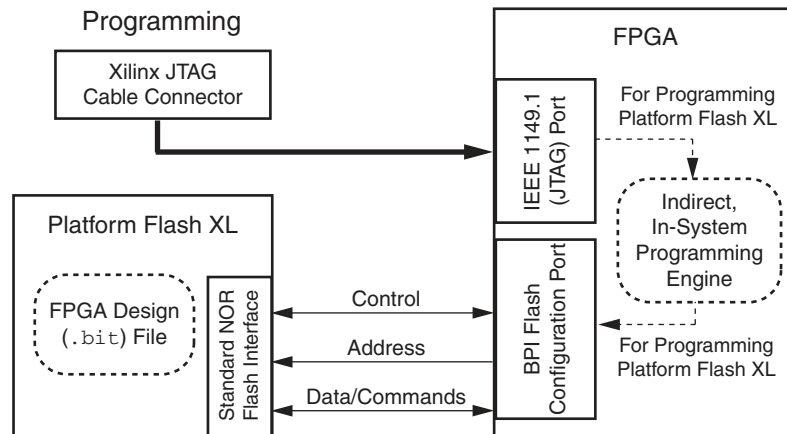 Programming
Xilinx JTAG
Cable Connector
FPGA
IEEE 1149.1
(JTAG) Port
For Programming
Platform Flash XL
Indirect,
In-System
Programming
Engine
For Programming
Platform Flash XL
BPI Flash
Configuration Port
Platform Flash XL
FPGA Design
(.bit) File
Standard NOR
Flash Interface
Control
Address
Data/Commands